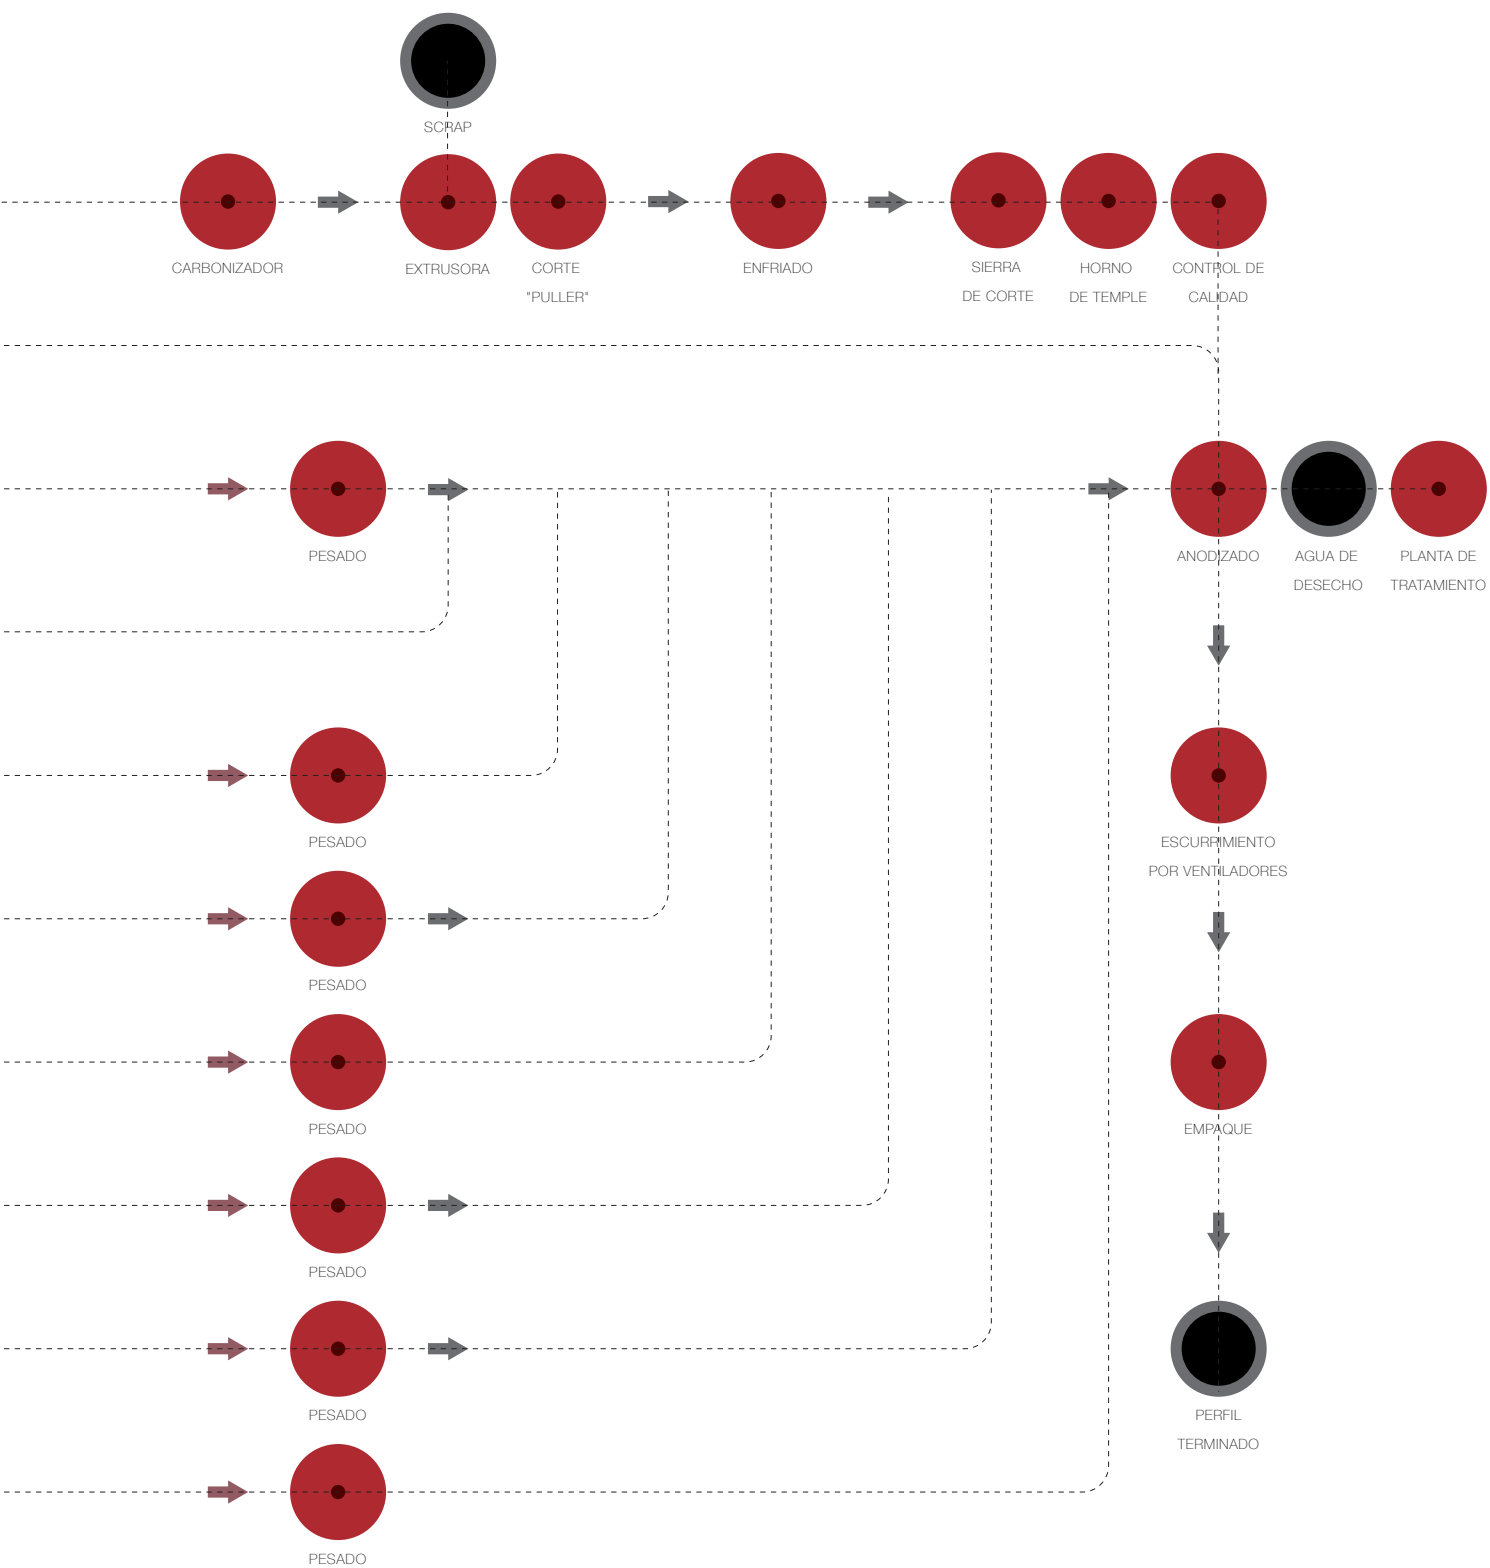 SCRAP
CARBONIZADOR
EXTRUSORA
CORTE
"PULLER"
ENFRIADO
SIERRA
DE CORTE
HORNO
DE TEMPLE
CONTROL DE
CALIDAD
PESADO
ANODIZADO
AGUA DE
DESECHO
PLANTA DE
TRATAMIENTO
PESADO
ESCURRIMIENTO
POR VENTILADORES
PESADO
PESADO
EMPAQUE
PESADO
PESADO
PERFIL
TERMINADO
PESADO